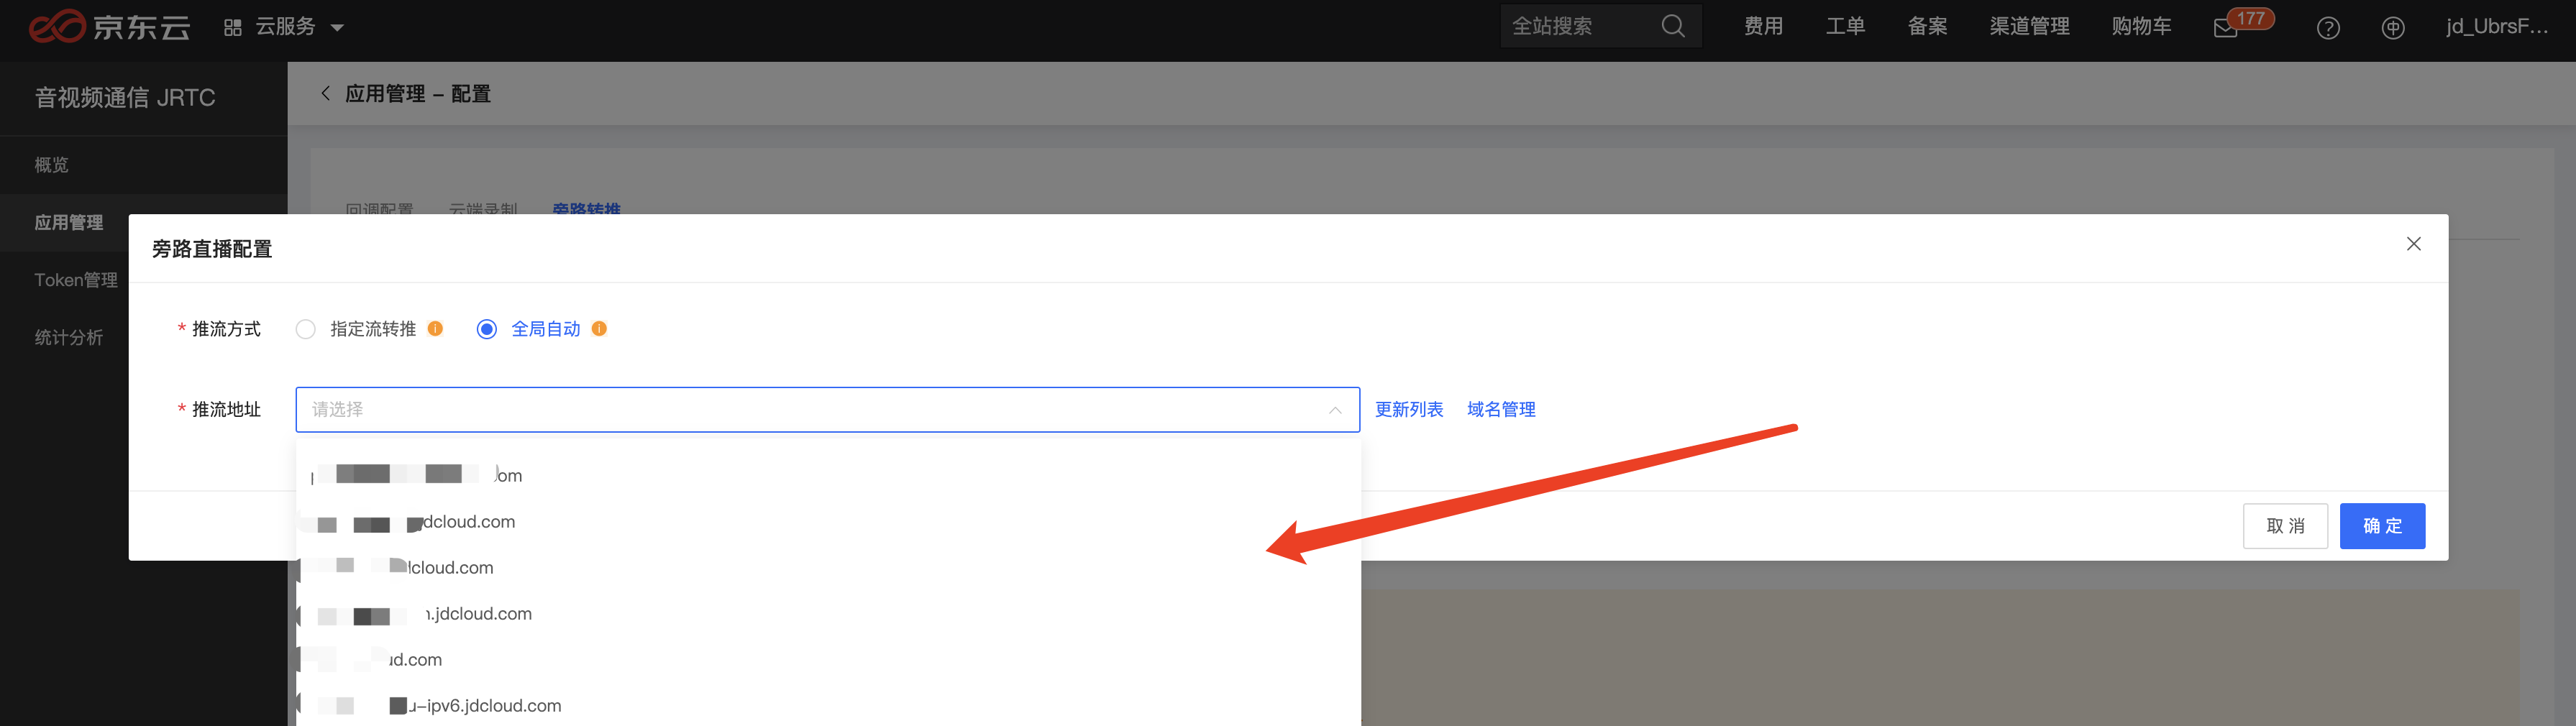 京东云 云服务 全站搜索 费用 工单 备案 渠道管理 购物车 177 jd_UbrsF...
音视频通信 JRTC
应用管理 – 配置
概览
应用管理
Token管理
统计分析
回调配置 云端录制 旁路转推
旁路直播配置
* 推流方式 指定流转推 全局自动
* 推流地址 请选择 更新列表 域名管理
om
dcloud.com
lcloud.com
.jdcloud.com
ud.com
u-ipv6.jdcloud.com
取消 确定